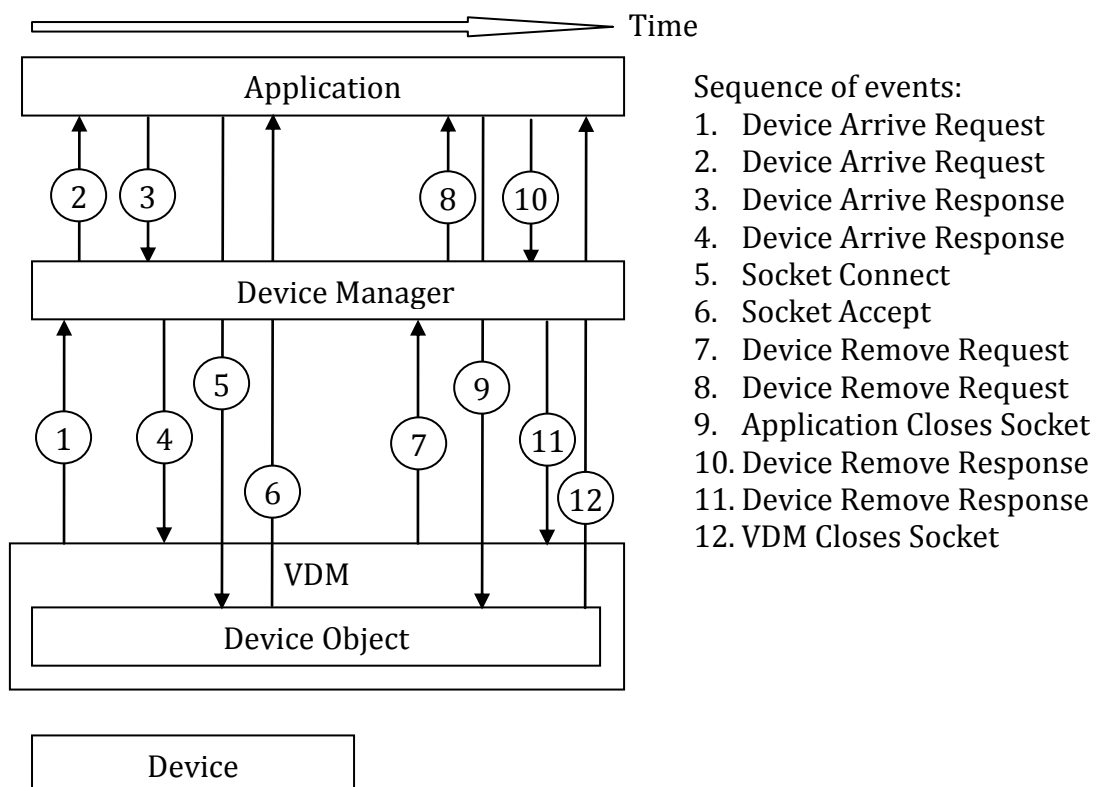 Time
Application
Sequence of events:
1. Device Arrive Request
2. Device Arrive Request
3. Device Arrive Response
4. Device Arrive Response
5. Socket Connect
6. Socket Accept
7. Device Remove Request
8. Device Remove Request
9. Application Closes Socket
10. Device Remove Response
11. Device Remove Response
12. VDM Closes Socket
2
3
8
10
Device Manager
5
9
1
4
7
11
6
12
VDM
Device Object
Device